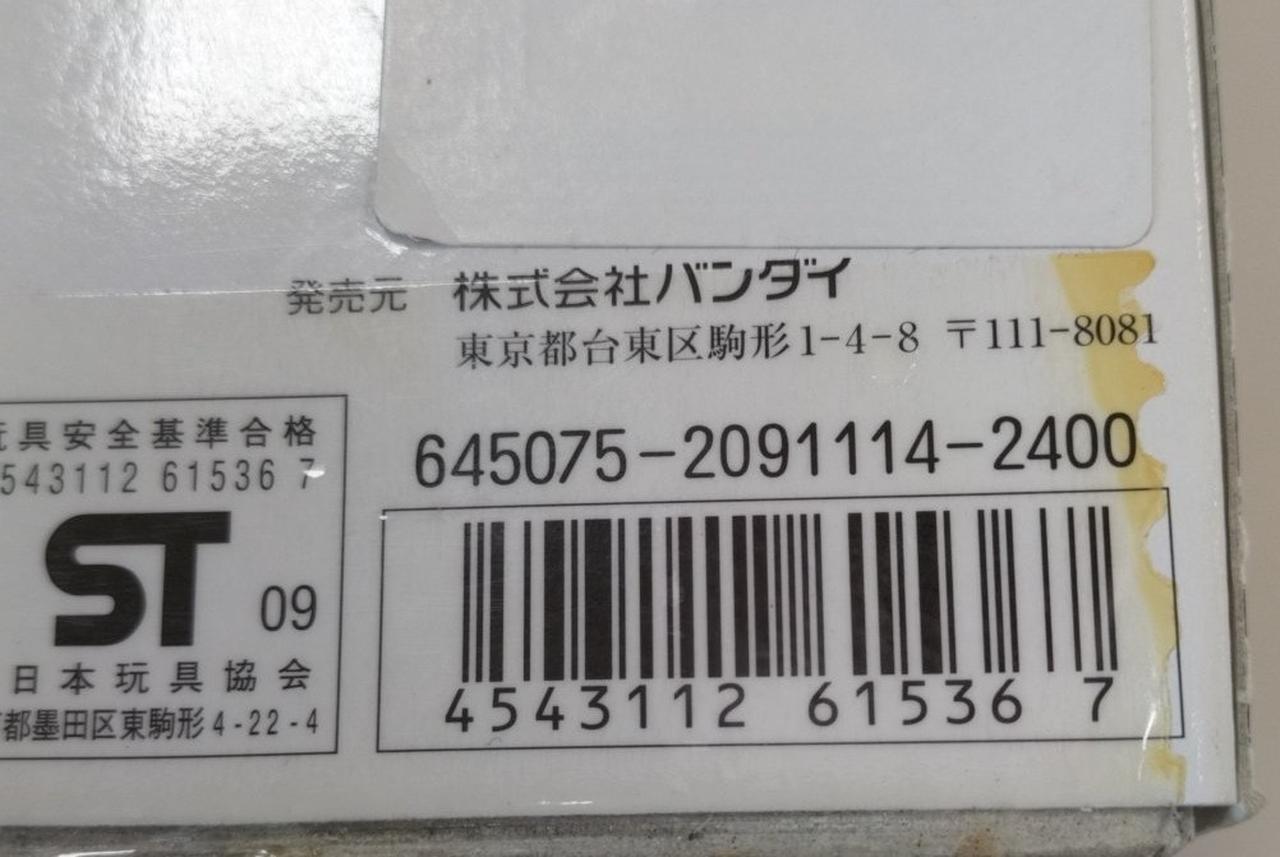 発売元 株式会社バンダイ
東京都台東区駒形1-4-8 〒111-8081
玩具安全基準合格
543112 61536 7
ST 09
日本玩具協会
都墨田区東駒形4-22-4
645075-2091114-2400
4543112 61536 7